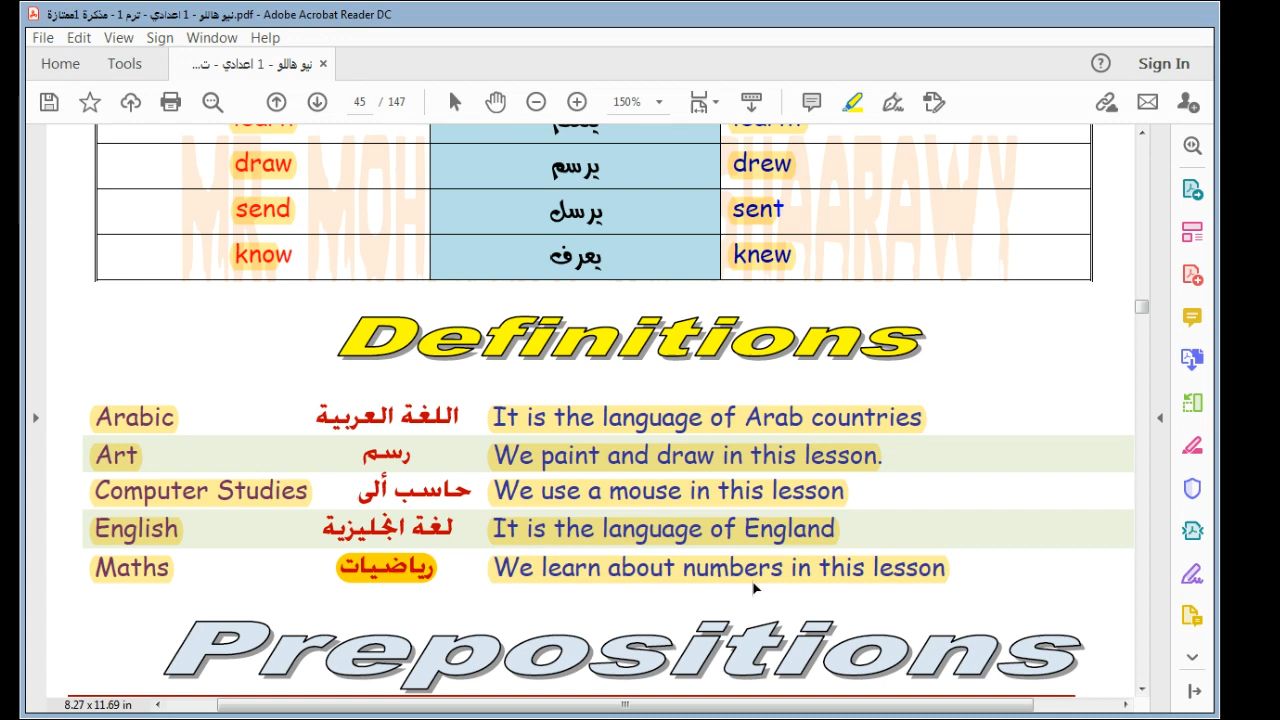 نيو هاللو - 1 اعدادي - ترم 1 - مذكرة 1ممتازة.pdf - Adobe Acrobat Reader DC
File Edit View Sign Window Help
Home Tools نيو هاللو - 1 اعدادي - ت... × Sign In
45 / 147 150%
learn
draw يرسم drew
send يرسل sent
know يعرف knew
Definitions
Arabic اللغة العربية It is the language of Arab countries
Art رسم We paint and draw in this lesson.
Computer Studies حاسب ألى We use a mouse in this lesson
English لغة انجليزية It is the language of England
Maths رياضيات We learn about numbers in this lesson
Prepositions
8.27 x 11.69 in